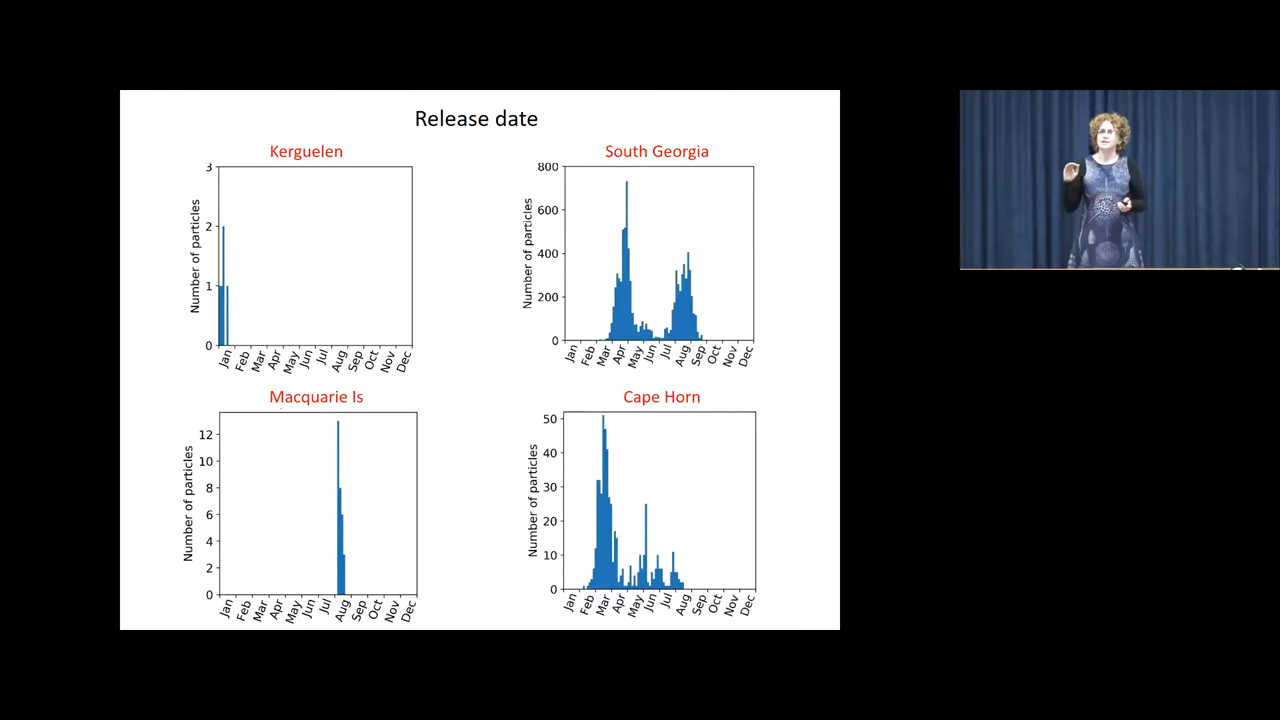 Release date
Kerguelen
South Georgia
3
2
1
0
Number of particles
Jan Feb Mar Apr May Jun Jul Aug Sep Oct Nov Dec
800
600
400
200
0
Number of particles
Jan Feb Mar Apr May Jun Jul Aug Sep Oct Nov Dec
Macquarie Is
Cape Horn
12
10
8
6
4
2
0
Number of particles
Jan Feb Mar Apr May Jun Jul Aug Sep Oct Nov Dec
50
40
30
20
10
0
Number of particles
Jan Feb Mar Apr May Jun Jul Aug Sep Oct Nov Dec